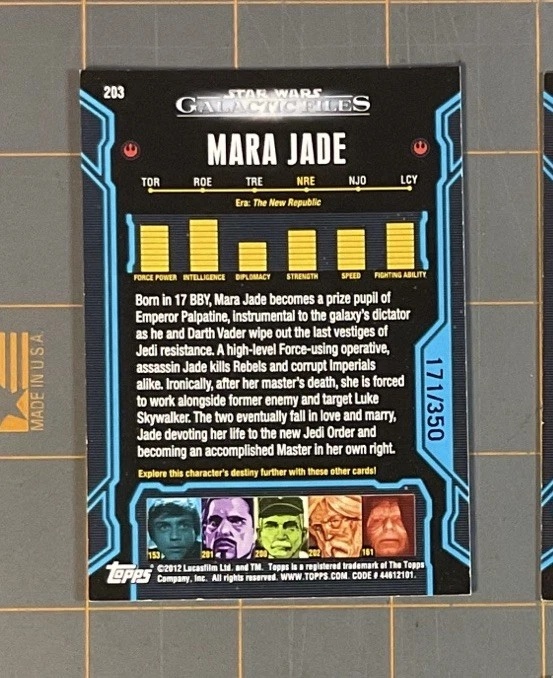 203
STAR WARS
GALACTIC FILES
MARA JADE
TOR ROE TRE NRE NJO LCY
Era: The New Republic
FORCE POWER INTELLIGENCE DIPLOMACY STRENGTH SPEED FIGHTING ABILITY
Born in 17 BBY, Mara Jade becomes a prize pupil of
Emperor Palpatine, instrumental to the galaxy's dictator
as he and Darth Vader wipe out the last vestiges of
Jedi resistance. A high-level Force-using operative,
assassin Jade kills Rebels and corrupt Imperials
alike. Ironically, after her master's death, she is forced
to work alongside former enemy and target Luke
Skywalker. The two eventually fall in love and marry,
Jade devoting her life to the new Jedi Order and
becoming an accomplished Master in her own right.
171/350
Explore this character's destiny further with these other cards!
153 201 200 202 161
Topps
©2012 Lucasfilm Ltd. and TM. Topps is a registered trademark of The Topps
Company, Inc. All rights reserved. WWW.TOPPS.COM. CODE # 44612101.
MADE IN U.S.A.